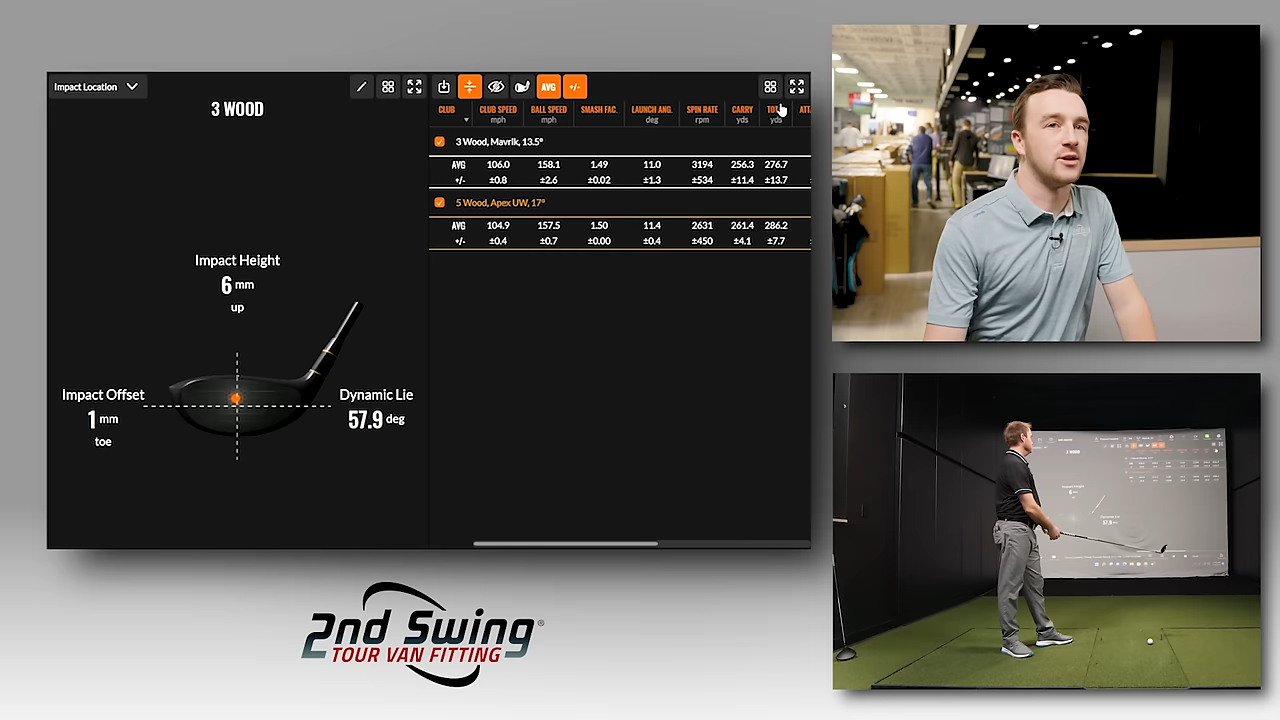 Impact Location
3 WOOD
Impact Height
6 mm
up
Impact Offset
1 mm
toe
Dynamic Lie
57.9 deg
AVG +/-
CLUB CLUB SPEED BALL SPEED SMASH FAC. LAUNCH ANG. SPIN RATE CARRY
mph mph deg rpm yds yds
3 Wood, Mavrik, 13.5°
AVG 106.0 158.1 1.49 11.0 3194 256.3 276.7
+/- ±0.8 ±2.6 ±0.02 ±1.3 ±534 ±11.4 ±13.7
5 Wood, Apex UW, 17°
AVG 104.9 157.5 1.50 11.4 2631 261.4 286.2
+/- ±0.4 ±0.7 ±0.00 ±0.4 ±450 ±4.1 ±7.7
2nd Swing®
TOUR VAN FITTING
3 WOOD